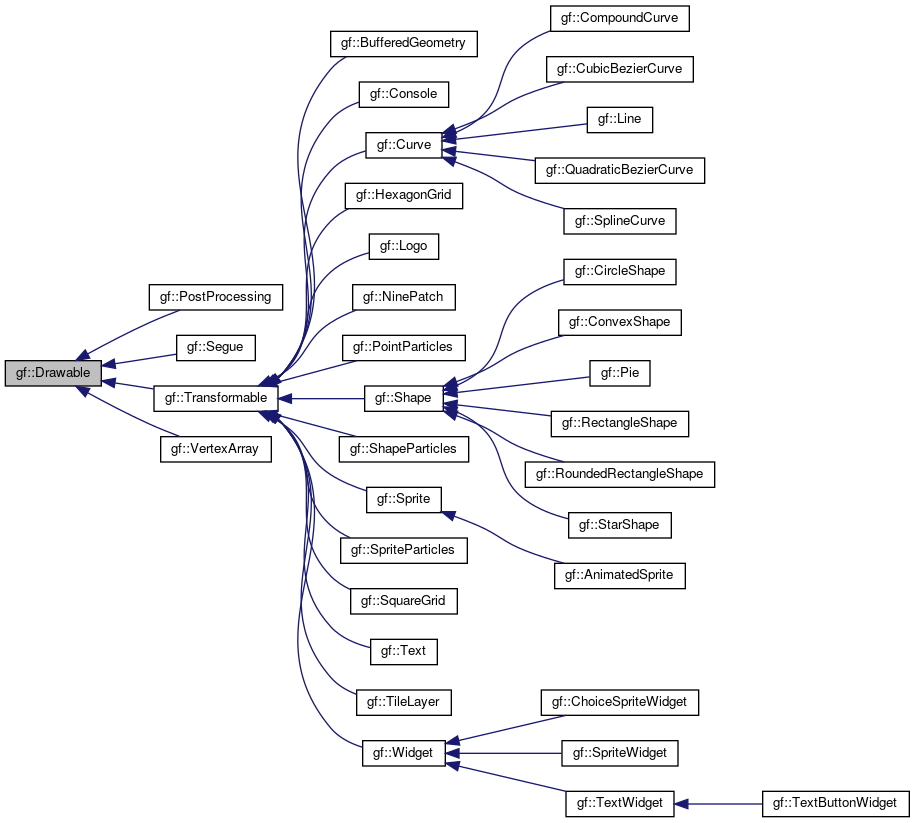 gf::CompoundCurve
gf::BufferedGeometry
gf::CubicBezierCurve
gf::Console
gf::Line
gf::Curve
gf::QuadraticBezierCurve
gf::HexagonGrid
gf::SplineCurve
gf::Logo
gf::CircleShape
gf::PostProcessing
gf::NinePatch
gf::ConvexShape
gf::Segue
gf::PointParticles
gf::Drawable
gf::Pie
gf::Transformable
gf::Shape
gf::RectangleShape
gf::VertexArray
gf::ShapeParticles
gf::RoundedRectangleShape
gf::Sprite
gf::StarShape
gf::SpriteParticles
gf::AnimatedSprite
gf::SquareGrid
gf::Text
gf::TileLayer
gf::ChoiceSpriteWidget
gf::Widget
gf::SpriteWidget
gf::TextWidget
gf::TextButtonWidget